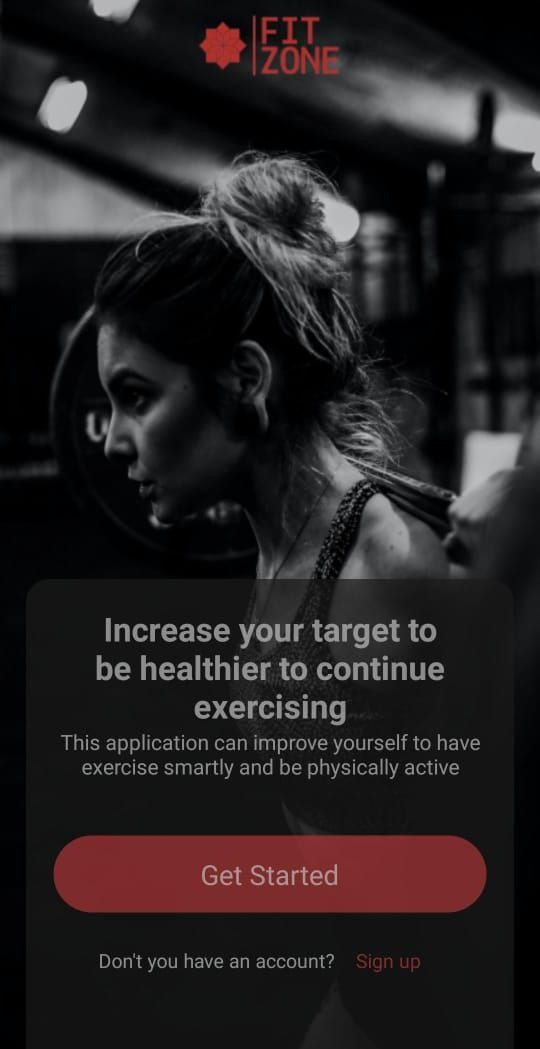 FIT
ZONE
Increase your target to
be healthier to continue
exercising
This application can improve yourself to have
exercise smartly and be physically active
Get Started
Don't you have an account? Sign up